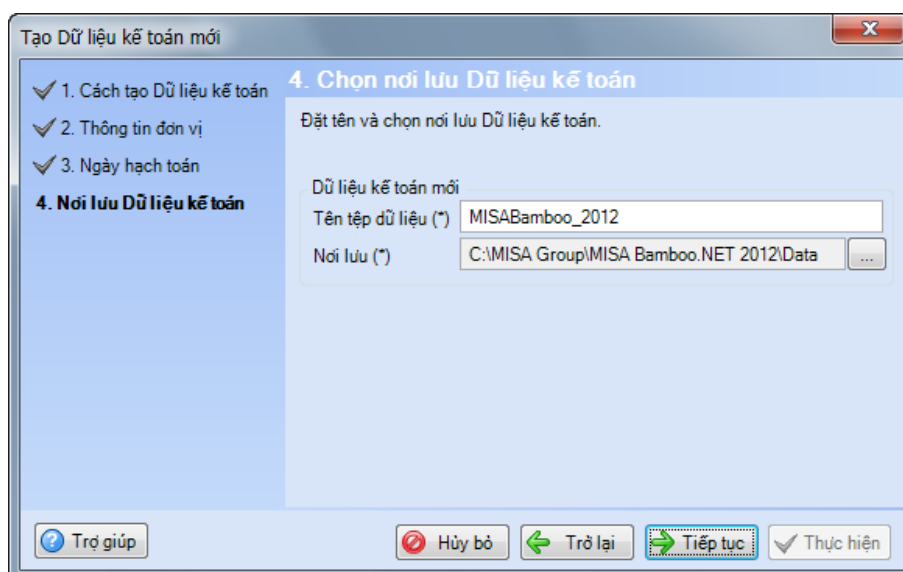 Tạo Dữ liệu kế toán mới
1. Cách tạo Dữ liệu kế toán
2. Thông tin đơn vị
3. Ngày hạch toán
4. Nơi lưu Dữ liệu kế toán
4. Chọn nơi lưu Dữ liệu kế toán
Đặt tên và chọn nơi lưu Dữ liệu kế toán.
Dữ liệu kế toán mới
Tên tệp dữ liệu (*) MISABamboo_2012
Nơi lưu (*) C:\MISA Group\MISA Bamboo.NET 2012\Data ...
Trợ giúp Hủy bỏ Trở lại Tiếp tục Thực hiện